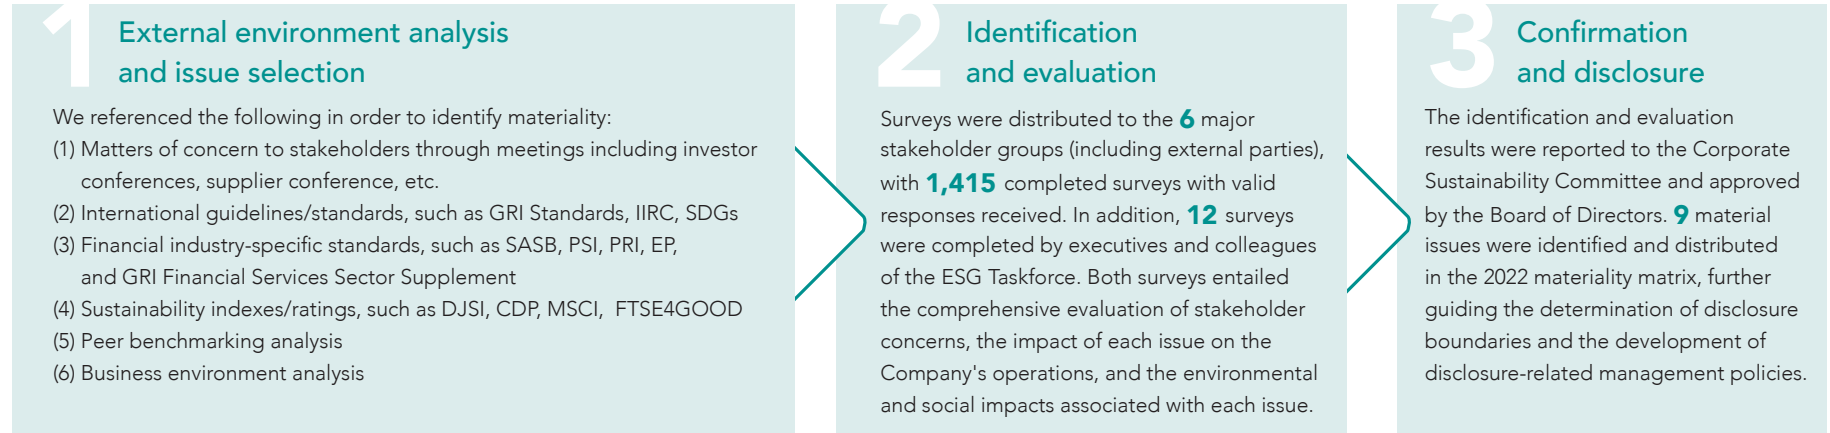 1
External environment analysis
and issue selection
We referenced the following in order to identify materiality:
(1) Matters of concern to stakeholders through meetings including investor
conferences, supplier conference, etc.
(2) International guidelines/standards, such as GRI Standards, IIRC, SDGs
(3) Financial industry-specific standards, such as SASB, PSI, PRI, EP,
and GRI Financial Services Sector Supplement
(4) Sustainability indexes/ratings, such as DJSI, CDP, MSCI, FTSE4GOOD
(5) Peer benchmarking analysis
(6) Business environment analysis
2
Identification
and evaluation
Surveys were distributed to the 6 major
stakeholder groups (including external parties),
with 1,415 completed surveys with valid
responses received. In addition, 12 surveys
were completed by executives and colleagues
of the ESG Taskforce. Both surveys entailed
the comprehensive evaluation of stakeholder
concerns, the impact of each issue on the
Company's operations, and the environmental
and social impacts associated with each issue.
3
Confirmation
and disclosure
The identification and evaluation
results were reported to the Corporate
Sustainability Committee and approved
by the Board of Directors. 9 material
issues were identified and distributed
in the 2022 materiality matrix, further
guiding the determination of disclosure
boundaries and the development of
disclosure-related management policies.